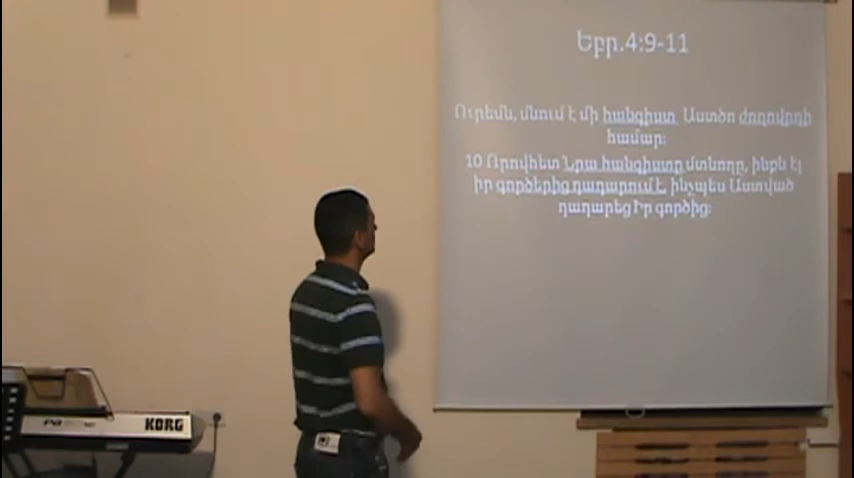 Եբր.4:9-11
Ուրեմն, մնում է մի հանգիստ Աստծո ժողովրդի
համար:
10 Որովհետ Նրա հանգիստը մտնողը, ինքն էլ
իր գործերից դադարում է, ինչպես Աստված
դադարեց Իր գործից:
KORG